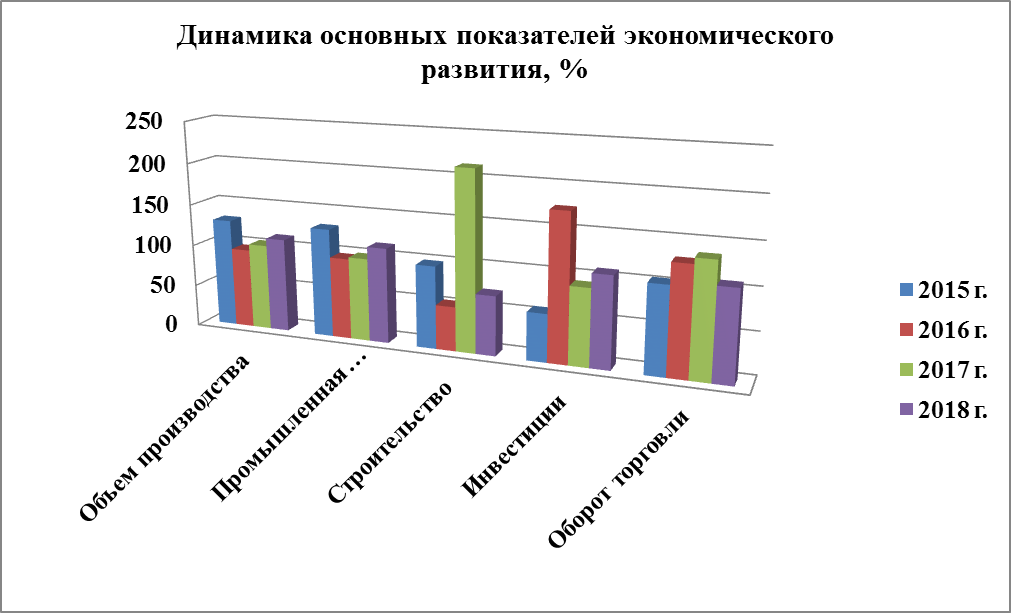 Динамика основных показателей экономического
развития, %
250
200
150
100
50
0
Объем производства
Промышленная…
Строительство
Инвестиции
Оборот торговли
2015 г.
2016 г.
2017 г.
2018 г.